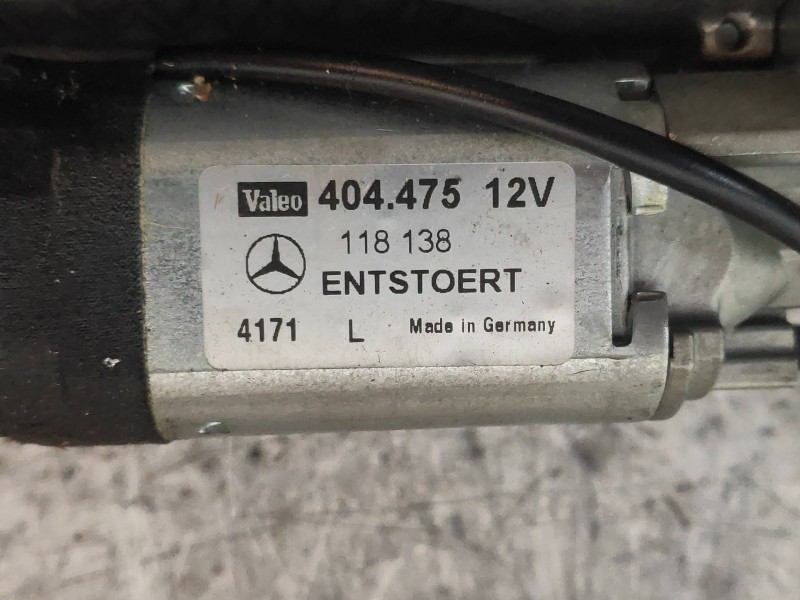 Valeo 404.475 12V
118 138
ENTSTOERT
4171 L Made in Germany